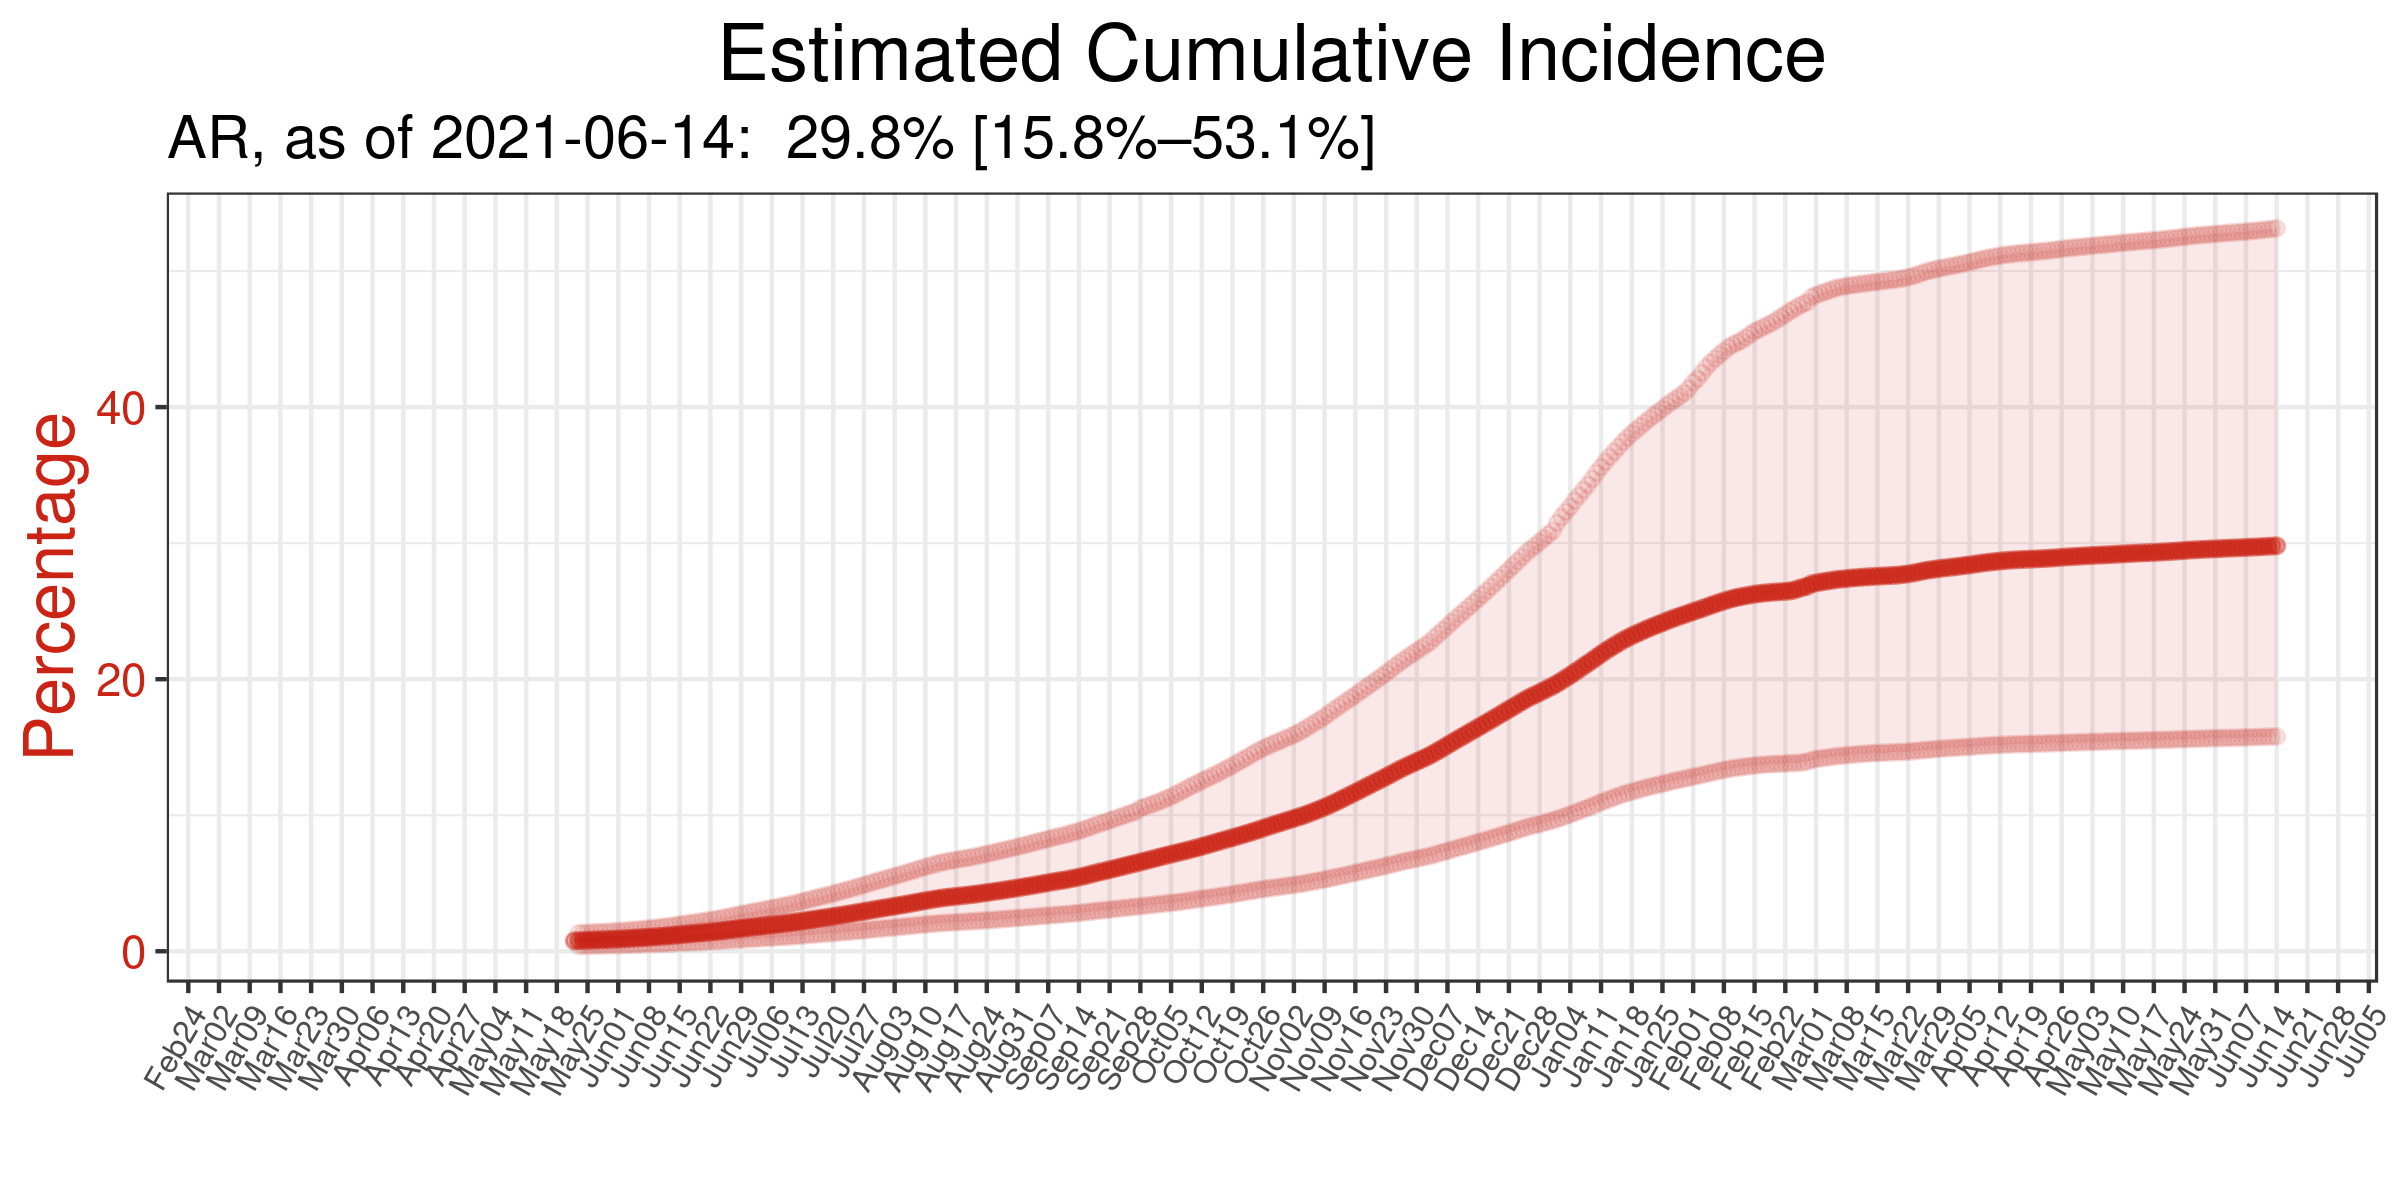 Estimated Cumulative Incidence
AR, as of 2021-06-14:  29.8% [15.8%–53.1%]
Percentage
40
20
0
Feb24
Mar02
Mar09
Mar16
Mar23
Mar30
Apr06
Apr13
Apr20
Apr27
May04
May11
May18
May25
Jun01
Jun08
Jun15
Jun22
Jun29
Jul06
Jul13
Jul20
Jul27
Aug03
Aug10
Aug17
Aug24
Aug31
Sep07
Sep14
Sep21
Sep28
Oct05
Oct12
Oct19
Oct26
Nov02
Nov09
Nov16
Nov23
Nov30
Dec07
Dec14
Dec21
Dec28
Jan04
Jan11
Jan18
Jan25
Feb01
Feb08
Feb15
Feb22
Mar01
Mar08
Mar15
Mar22
Mar29
Apr05
Apr12
Apr19
Apr26
May03
May10
May17
May24
May31
Jun07
Jun14
Jun21
Jun28
Jul05